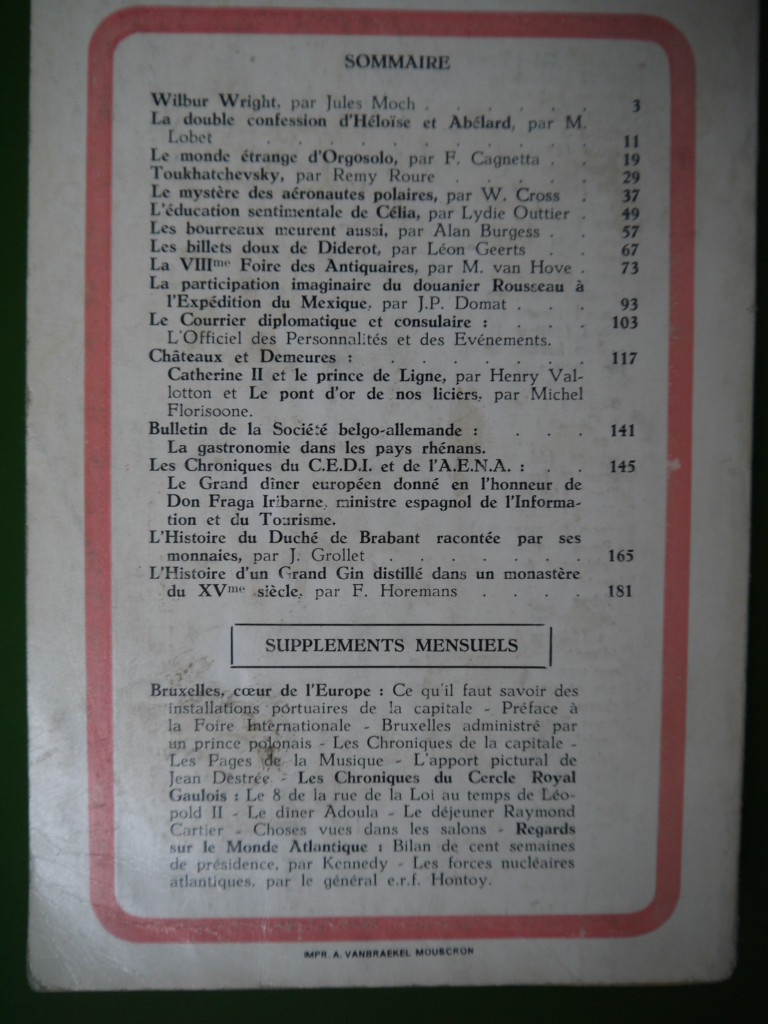 SOMMAIRE
Wilbur Wright, par Jules Moch . . . . . . 3
La double confession d'Héloïse et Abélard, par M.
Lobet . . . . . . . . . 11
Le monde étrange d'Orgosolo, par F. Cagnetta . . 19
Toukhatchevsky, par Remy Roure . . . . . 29
Le mystère des aéronautes polaires, par W. Cross . 37
L'éducation sentimentale de Célia, par Lydie Outtier . 49
Les bourreaux meurent aussi, par Alan Burgess . . 57
Les billets doux de Diderot, par Léon Geerts . . 67
La VIIIme Foire des Antiquaires, par M. van Hove . 73
La participation imaginaire du douanier Rousseau à
l'Expédition du Mexique, par J.P. Domat . . . 93
Le Courrier diplomatique et consulaire : . . . 103
L'Officiel des Personnalités et des Evénements.
Châteaux et Demeures : . . . . . . . 117
Catherine II et le prince de Ligne, par Henry Val-
lotton et Le pont d'or de nos liciers, par Michel
Florisoone.
Bulletin de la Société belgo-allemande : . . . 141
La gastronomie dans les pays rhénans.
Les Chroniques du C.E.D.I. et de l'A.E.N.A. : . . 145
Le Grand dîner européen donné en l'honneur de
Don Fraga Iribarne, ministre espagnol de l'Informa-
tion et du Tourisme.
L'Histoire du Duché de Brabant racontée par ses
monnaies, par J. Grollet . . . . . . . 165
L'Histoire d'un Grand Gin distillé dans un monastère
du XVme siècle, par F. Horemans . . . . 181
SUPPLEMENTS MENSUELS
Bruxelles, cœur de l'Europe : Ce qu'il faut savoir des
installations portuaires de la capitale - Préface à
la Foire Internationale - Bruxelles administré par
un prince polonais - Les Chroniques de la capitale -
Les Pages de la Musique - L'apport pictural de
Jean Destrée - Les Chroniques du Cercle Royal
Gaulois : Le 8 de la rue de la Loi au temps de Léo-
pold II - Le dîner Adoula - Le déjeuner Raymond
Cartier - Choses vues dans les salons - Regards
sur le Monde Atlantique : Bilan de cent semaines
de présidence, par Kennedy - Les forces nucléaires
atlantiques, par le général e.r.f. Hontoy.
IMPR. A. VANBRAEKEL MOUSCRON